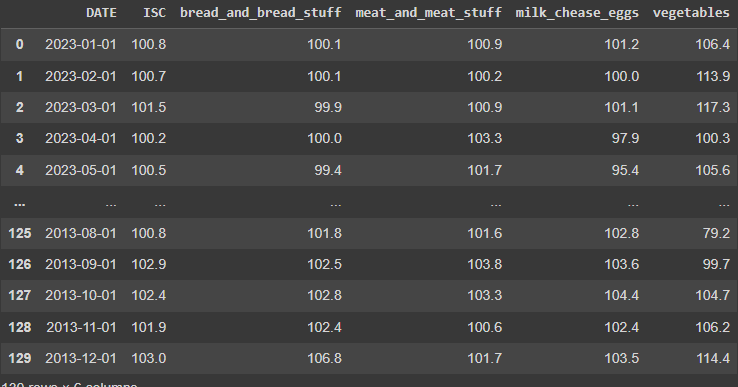 DATE ISC bread_and_bread_stuff meat_and_meat_stuff milk_chease_eggs vegetables
0 2023-01-01 100.8 100.1 100.9 101.2 106.4
1 2023-02-01 100.7 100.1 100.2 100.0 113.9
2 2023-03-01 101.5 99.9 100.9 101.1 117.3
3 2023-04-01 100.2 100.0 103.3 97.9 100.3
4 2023-05-01 100.5 99.4 101.7 95.4 105.6
... ... ... ... ... ... ...
125 2013-08-01 100.8 101.8 101.6 102.8 79.2
126 2013-09-01 102.9 102.5 103.8 103.6 99.7
127 2013-10-01 102.4 102.8 103.3 104.4 104.7
128 2013-11-01 101.9 102.4 100.6 102.4 106.2
129 2013-12-01 103.0 106.8 101.7 103.5 114.4
130 rows × 6 columns